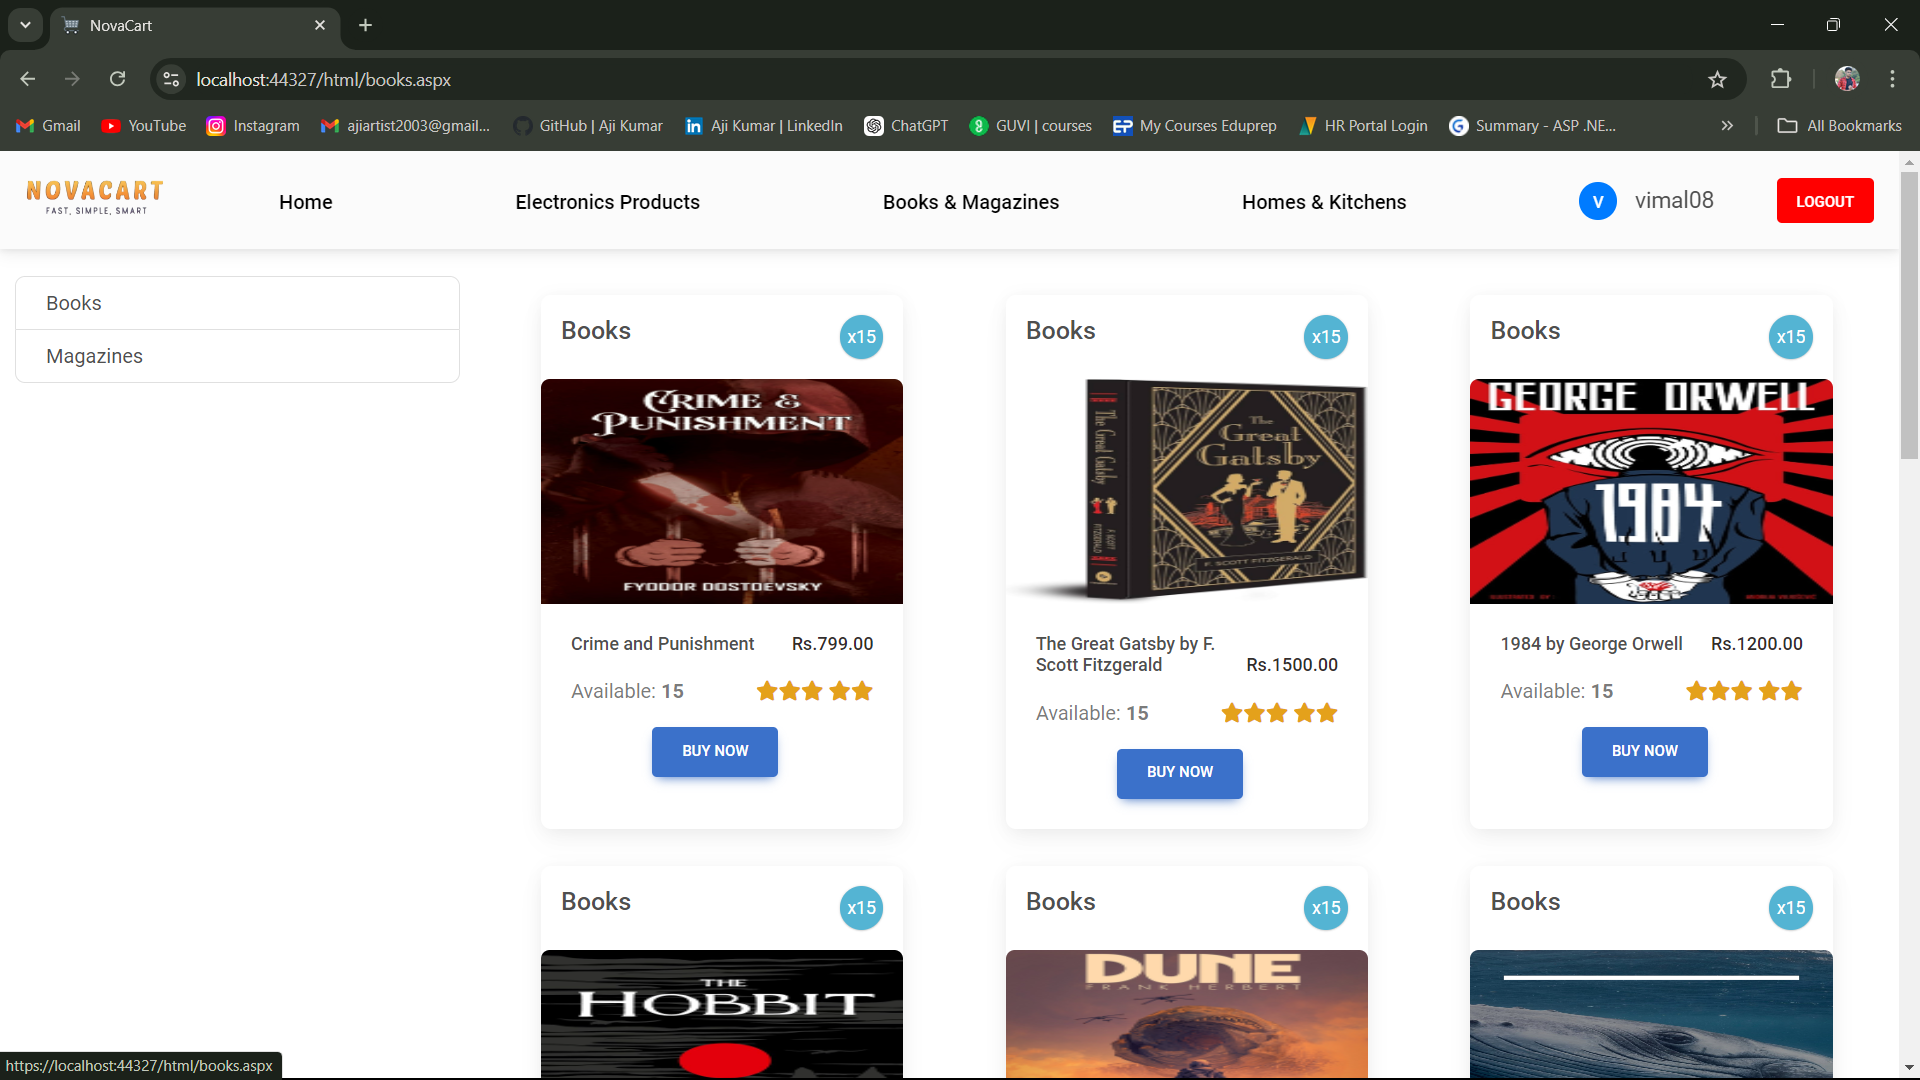 NovaCart
localhost:44327/html/books.aspx
Gmail
YouTube
Instagram
ajiartist2003@gmail...
GitHub | Aji Kumar
Aji Kumar | LinkedIn
ChatGPT
GUVI | courses
My Courses Eduprep
HR Portal Login
Summary - ASP .NE...
All Bookmarks
NOVACART
FAST, SIMPLE, SMART
Home
Electronics Products
Books & Magazines
Homes & Kitchens
V
vimal08
LOGOUT
Books
Magazines
Books
x15
CRIME &
PUNISHMENT
FYODOR DOSTOEVSKY
Crime and Punishment
Rs.799.00
Available: 15
BUY NOW
Books
x15
The Great Gatsby
The
Great
Gatsby
F. SCOTT FITZGERALD
The Great Gatsby by F.
Scott Fitzgerald
Rs.1500.00
Available: 15
BUY NOW
Books
x15
GEORGE ORWELL
1984
1984 by George Orwell
Rs.1200.00
Available: 15
BUY NOW
Books
x15
THE
HOBBIT
Books
x15
DUNE
FRANK HERBERT
Books
x15
https://localhost:44327/html/books.aspx